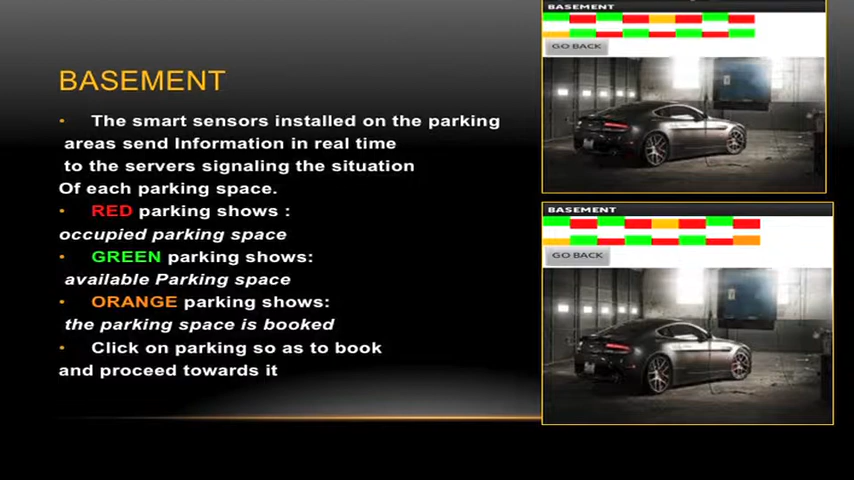 BASEMENT
• The smart sensors installed on the parking
areas send Information in real time
to the servers signaling the situation
Of each parking space.
• RED parking shows :
occupied parking space
• GREEN parking shows:
available Parking space
• ORANGE parking shows:
the parking space is booked
• Click on parking so as to book
and proceed towards it
BASEMENT
GO BACK
BASEMENT
GO BACK